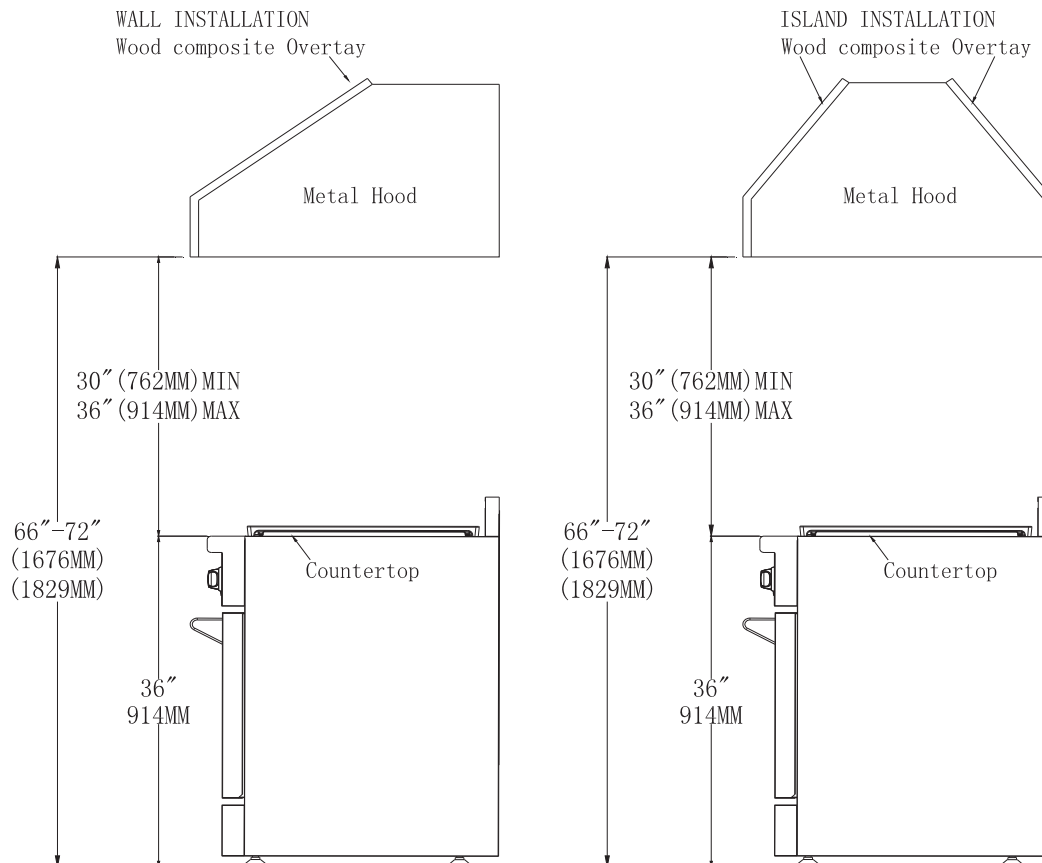 WALL INSTALLATION
Wood composite Overtay
Metal Hood
30″(762MM)MIN
36″(914MM)MAX
66″-72″
(1676MM)
(1829MM)
Countertop
36″
914MM
ISLAND INSTALLATION
Wood composite Overtay
Metal Hood
30″(762MM)MIN
36″(914MM)MAX
66″-72″
(1676MM)
(1829MM)
Countertop
36″
914MM